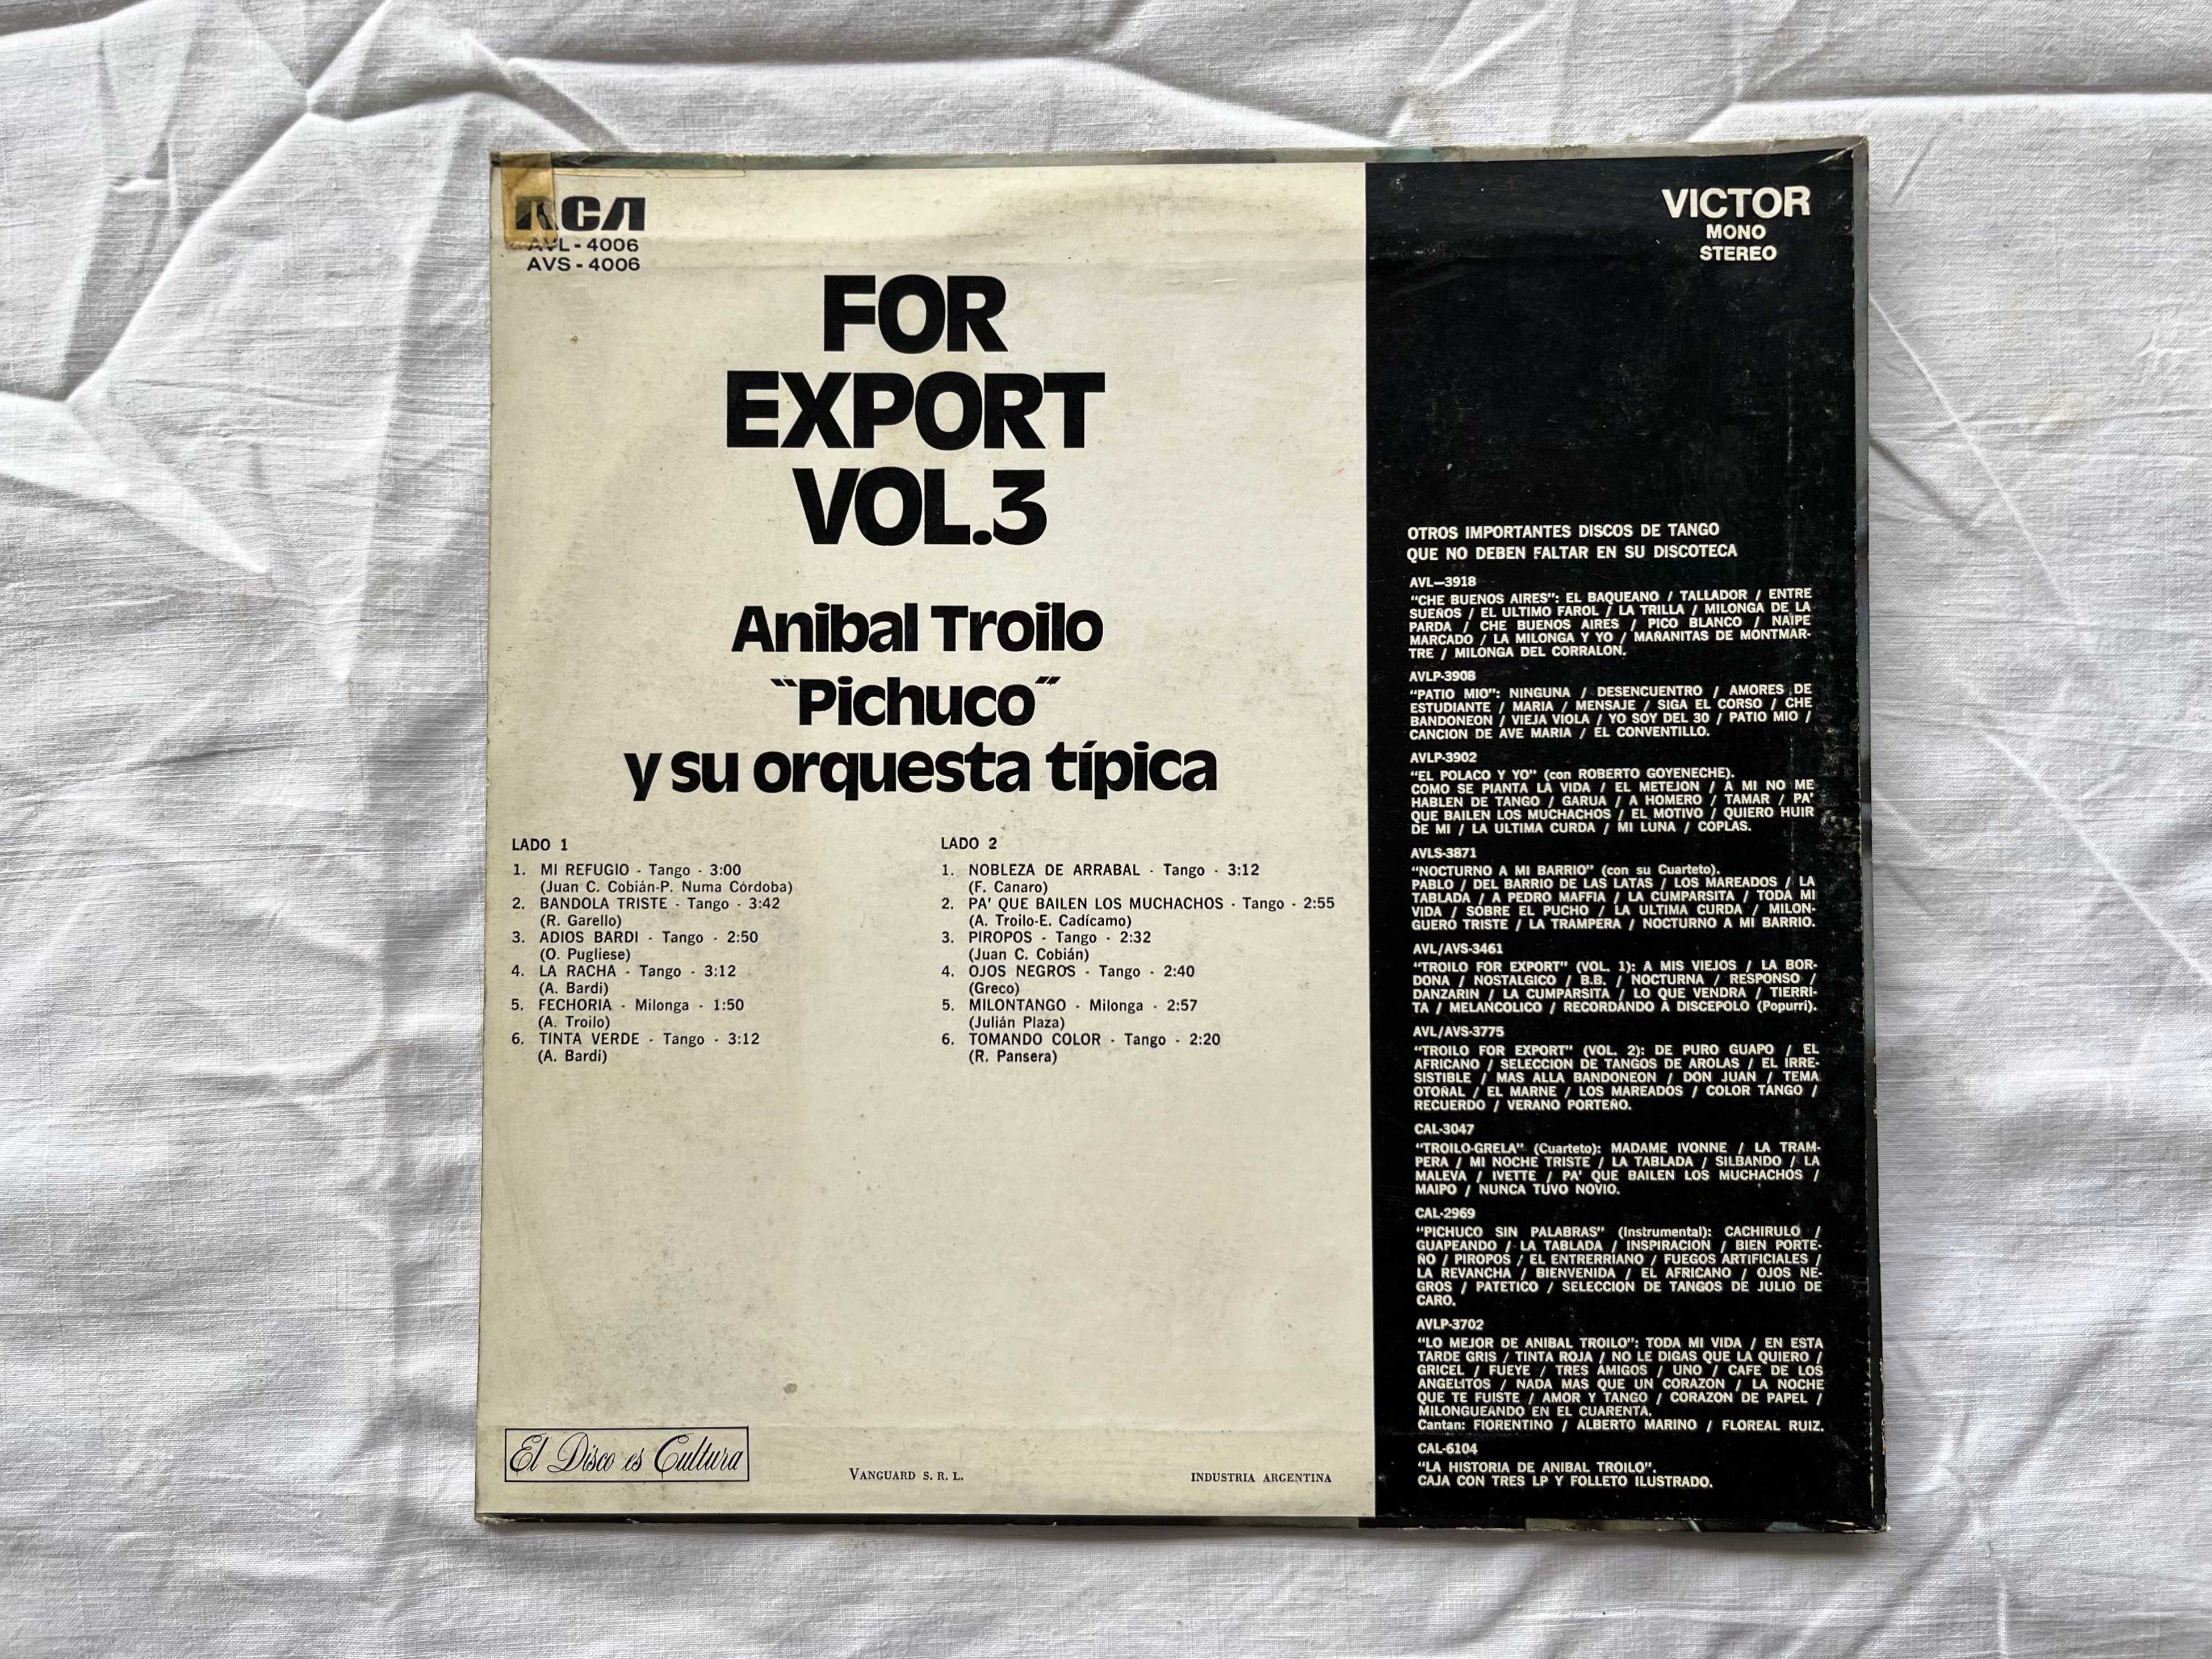 RCA
AVL - 4006
AVS - 4006
FOR
EXPORT
VOL.3
Anibal Troilo
“Pichuco”
y su orquesta típica
LADO 1
1. MI REFUGIO - Tango - 3:00
(Juan C. Cobián-P. Numa Córdoba)
2. BANDOLA TRISTE - Tango - 3:42
(R. Garello)
3. ADIOS BARDI - Tango - 2:50
(O. Pugliese)
4. LA RACHA - Tango - 3:12
(A. Bardi)
5. FECHORIA - Milonga - 1:50
(A. Troilo)
6. TINTA VERDE - Tango - 3:12
(A. Bardi)
LADO 2
1. NOBLEZA DE ARRABAL - Tango - 3:12
(F. Canaro)
2. PA' QUE BAILEN LOS MUCHACHOS - Tango - 2:55
(A. Troilo-E. Cadícamo)
3. PIROPOS - Tango - 2:32
(Juan C. Cobián)
4. OJOS NEGROS - Tango - 2:40
(Greco)
5. MILONTANGO - Milonga - 2:57
(Julián Plaza)
6. TOMANDO COLOR - Tango - 2:20
(R. Pansera)
El Disco es Cultura
VANGUARD S. R. L.
INDUSTRIA ARGENTINA
VICTOR
MONO
STEREO
OTROS IMPORTANTES DISCOS DE TANGO
QUE NO DEBEN FALTAR EN SU DISCOTECA
AVL—3918
“CHE BUENOS AIRES”: EL BAQUEANO / TALLADOR / ENTRE
SUEÑOS / EL ULTIMO FAROL / LA TRILLA / MILONGA DE LA
PARDA / CHE BUENOS AIRES / PICO BLANCO / NAIPE
MARCADO / LA MILONGA Y YO / MAÑANITAS DE MONTMAR-
TRE / MILONGA DEL CORRALON.
AVLP-3908
“PATIO MIO”: NINGUNA / DESENCUENTRO / AMORES DE
ESTUDIANTE / MARIA / MENSAJE / SIGA EL CORSO / CHE
BANDONEON / VIEJA VIOLA / YO SOY DEL 30 / PATIO MIO /
CANCION DE AVE MARIA / EL CONVENTILLO.
AVLP-3902
“EL POLACO Y YO” (con ROBERTO GOYENECHE).
COMO SE PIANTA LA VIDA / EL METEJON / A MI NO ME
HABLEN DE TANGO / GARUA / A HOMERO / TAMAR / PA'
QUE BAILEN LOS MUCHACHOS / EL MOTIVO / QUIERO HUIR
DE MI / LA ULTIMA CURDA / MI LUNA / COPLAS.
AVLS-3871
“NOCTURNO A MI BARRIO” (con su Cuarteto).
PABLO / DEL BARRIO DE LAS LATAS / LOS MAREADOS / LA
TABLADA / A PEDRO MAFFIA / LA CUMPARSITA / TODA MI
VIDA / SOBRE EL PUCHO / LA ULTIMA CURDA / MILON-
GUERO TRISTE / LA TRAMPERA / NOCTURNO A MI BARRIO.
AVL/AVS-3461
“TROILO FOR EXPORT” (VOL. 1): A MIS VIEJOS / LA BOR-
DONA / NOSTALGICO / B.B. / NOCTURNA / RESPONSO /
DANZARIN / LA CUMPARSITA / LO QUE VENDRA / TIERRI-
TA / MELANCOLICO / RECORDANDO A DISCEPOLO (Popurrí).
AVL/AVS-3775
“TROILO FOR EXPORT” (VOL. 2): DE PURO GUAPO / EL
AFRICANO / SELECCION DE TANGOS DE AROLAS / EL IRRE-
SISTIBLE / MAS ALLA BANDONEON / DON JUAN / TEMA
OTOÑAL / EL MARNE / LOS MAREADOS / COLOR TANGO /
RECUERDO / VERANO PORTEÑO.
CAL-3047
“TROILO-GRELA” (Cuarteto): MADAME IVONNE / LA TRAM-
PERA / MI NOCHE TRISTE / LA TABLADA / SILBANDO / LA
MALEVA / IVETTE / PA' QUE BAILEN LOS MUCHACHOS /
MAIPO / NUNCA TUVO NOVIO.
CAL-2969
“PICHUCO SIN PALABRAS” (Instrumental): CACHIRULO /
GUAPEANDO / LA TABLADA / INSPIRACION / BIEN PORTE-
ÑO / PIROPOS / EL ENTRERRIANO / FUEGOS ARTIFICIALES /
LA REVANCHA / BIENVENIDA / EL AFRICANO / OJOS NE-
GROS / PATETICO / SELECCION DE TANGOS DE JULIO DE
CARO.
AVLP-3702
“LO MEJOR DE ANIBAL TROILO”: TODA MI VIDA / EN ESTA
TARDE GRIS / TINTA ROJA / NO LE DIGAS QUE LA QUIERO /
GRICEL / FUEYE / TRES AMIGOS / UNO / CAFE DE LOS
ANGELITOS / NADA MAS QUE UN CORAZON / LA NOCHE
QUE TE FUISTE / AMOR Y TANGO / CORAZON DE PAPEL /
MILONGUEANDO EN EL CUARENTA.
Cantan: FIORENTINO / ALBERTO MARINO / FLOREAL RUIZ.
CAL-6104
“LA HISTORIA DE ANIBAL TROILO”.
CAJA CON TRES LP Y FOLLETO ILUSTRADO.